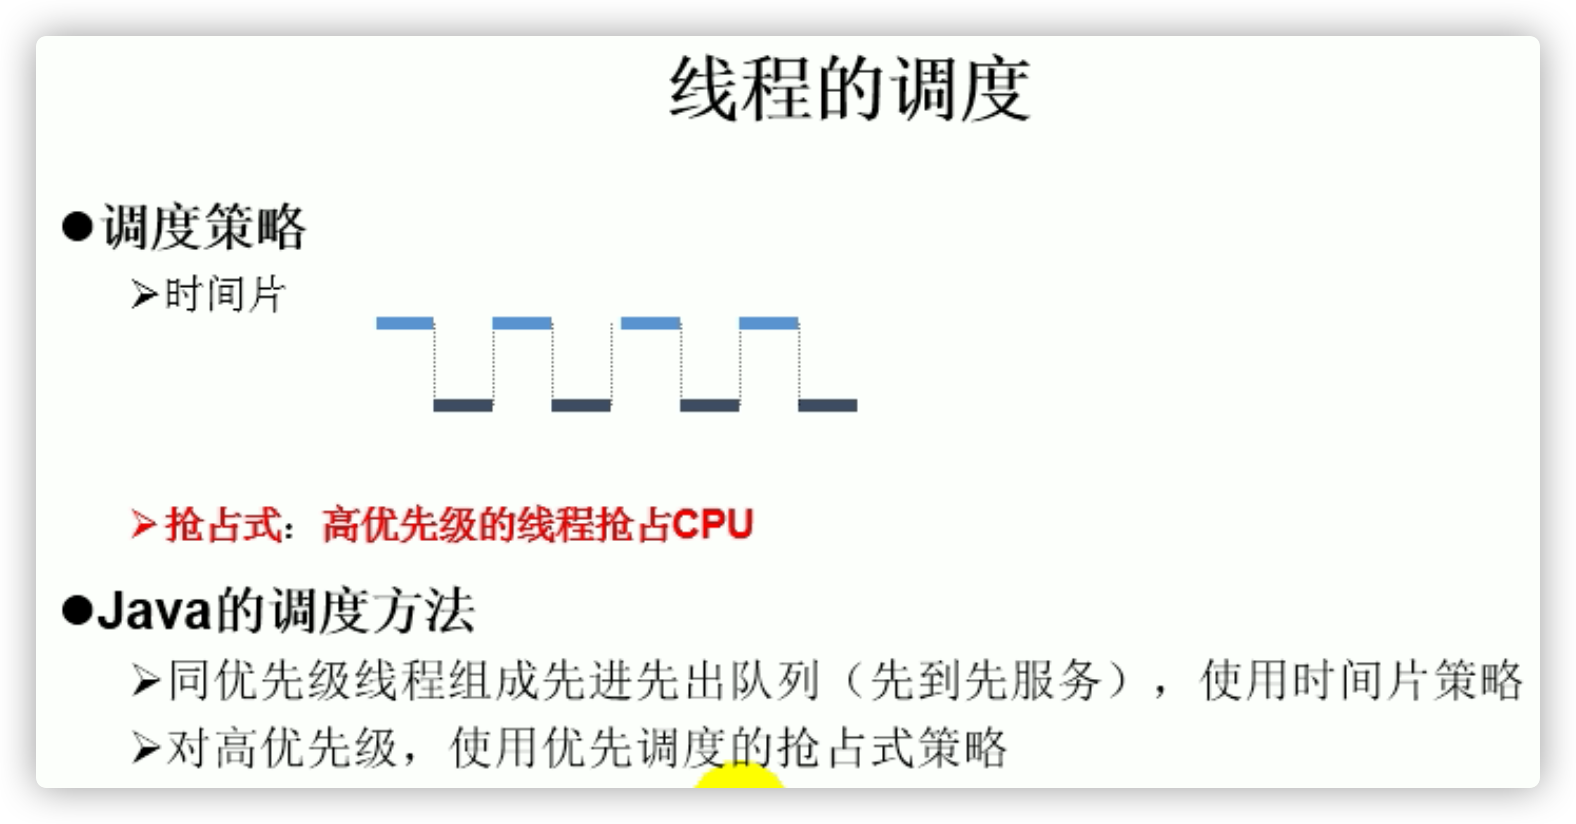 线程的调度
●调度策略
➢时间片
➢抢占式：高优先级的线程抢占CPU
●Java的调度方法
➢同优先级线程组成先进先出队列（先到先服务），使用时间片策略
➢对高优先级，使用优先调度的抢占式策略